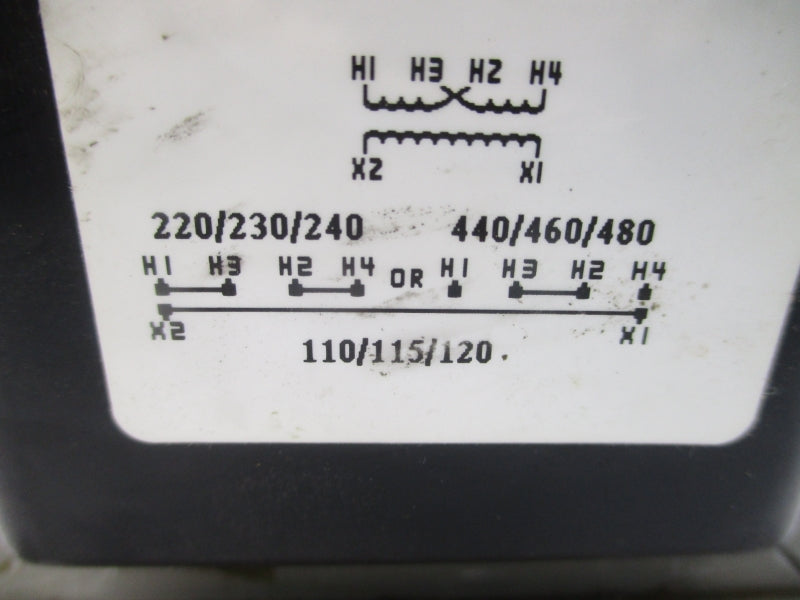 H1 H3 H2 H4
X2 X1
220/230/240 440/460/480
H1 H3 H2 H4 OR H1 H3 H2 H4
X2 X1
110/115/120